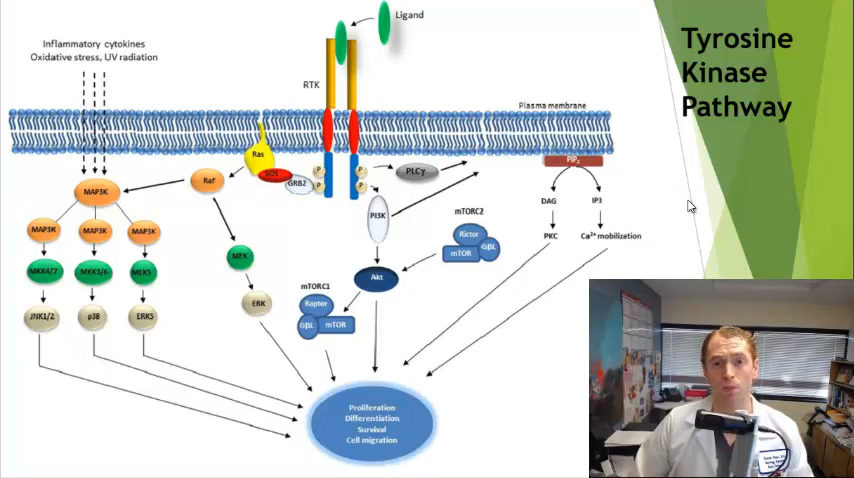 Tyrosine
Kinase
Pathway
Ligand
Inflammatory cytokines
Oxidative stress, UV radiation
RTK
Plasma membrane
Ras
SOS
GRB2
P
P
P
P
PLCγ
PIP2
Raf
MAP3K
DAG
IP3
PI3K
mTORC2
Rictor
GβL
mTOR
PKC
Ca2+mobilization
MAP3K
MAP3K
MAP3K
MEK
MKK4/7
MKK3/6
MEK5
Akt
mTORC1
Raptor
GβL
mTOR
ERK
JNK1/2
p38
ERK5
Proliferation
Differentiation
Survival
Cell migration